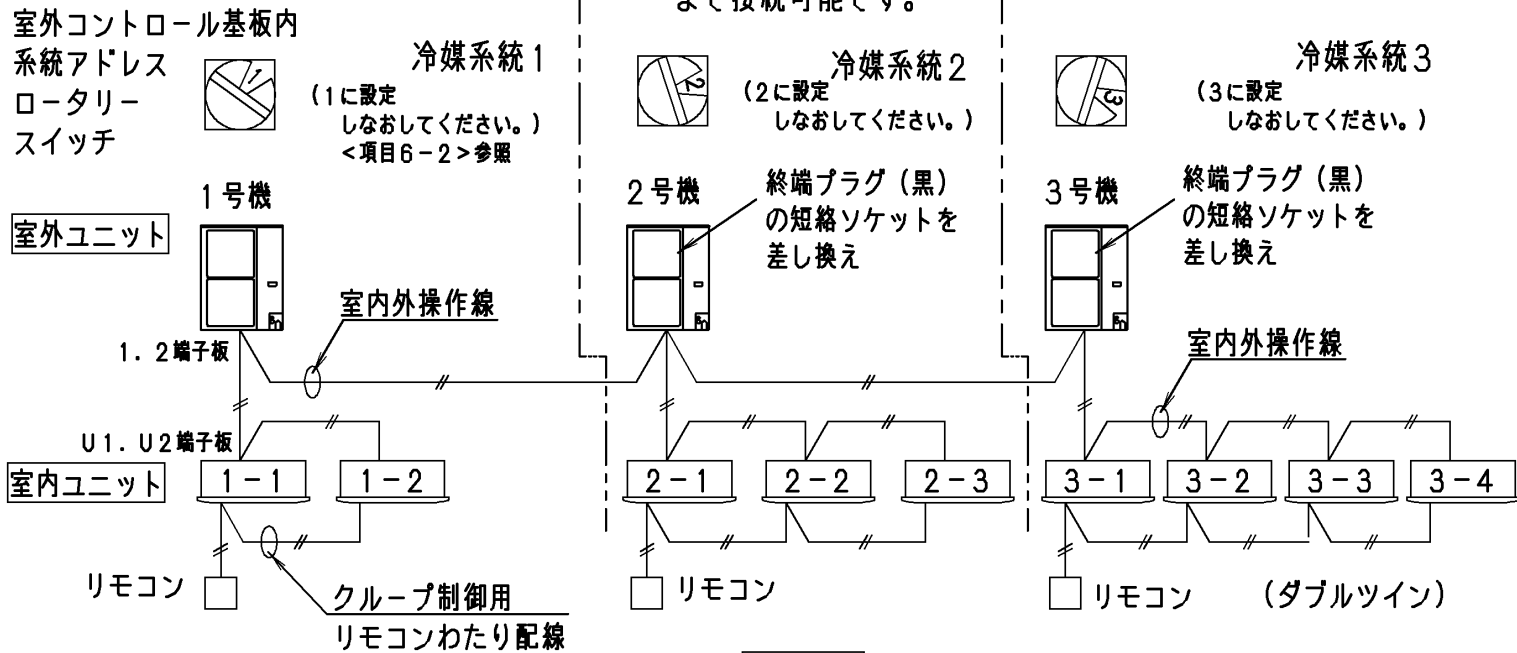 まで接続可能です。
室外コントロール基板内
系統アドレス
ロータリー
スイッチ
1
冷媒系統1
(1に設定
しなおしてください。)
<項目6-2>参照
2
冷媒系統2
(2に設定
しなおしてください。)
3
冷媒系統3
(3に設定
しなおしてください。)
室外ユニット
1号機
2号機
終端プラグ(黒)
の短絡ソケットを
差し換え
3号機
終端プラグ(黒)
の短絡ソケットを
差し換え
室内外操作線
1.2端子板
室内外操作線
U1.U2端子板
室内ユニット
1-1
1-2
2-1
2-2
2-3
3-1
3-2
3-3
3-4
リモコン
クループ制御用
リモコンわたり配線
リモコン
リモコン
(ダブルツイン)